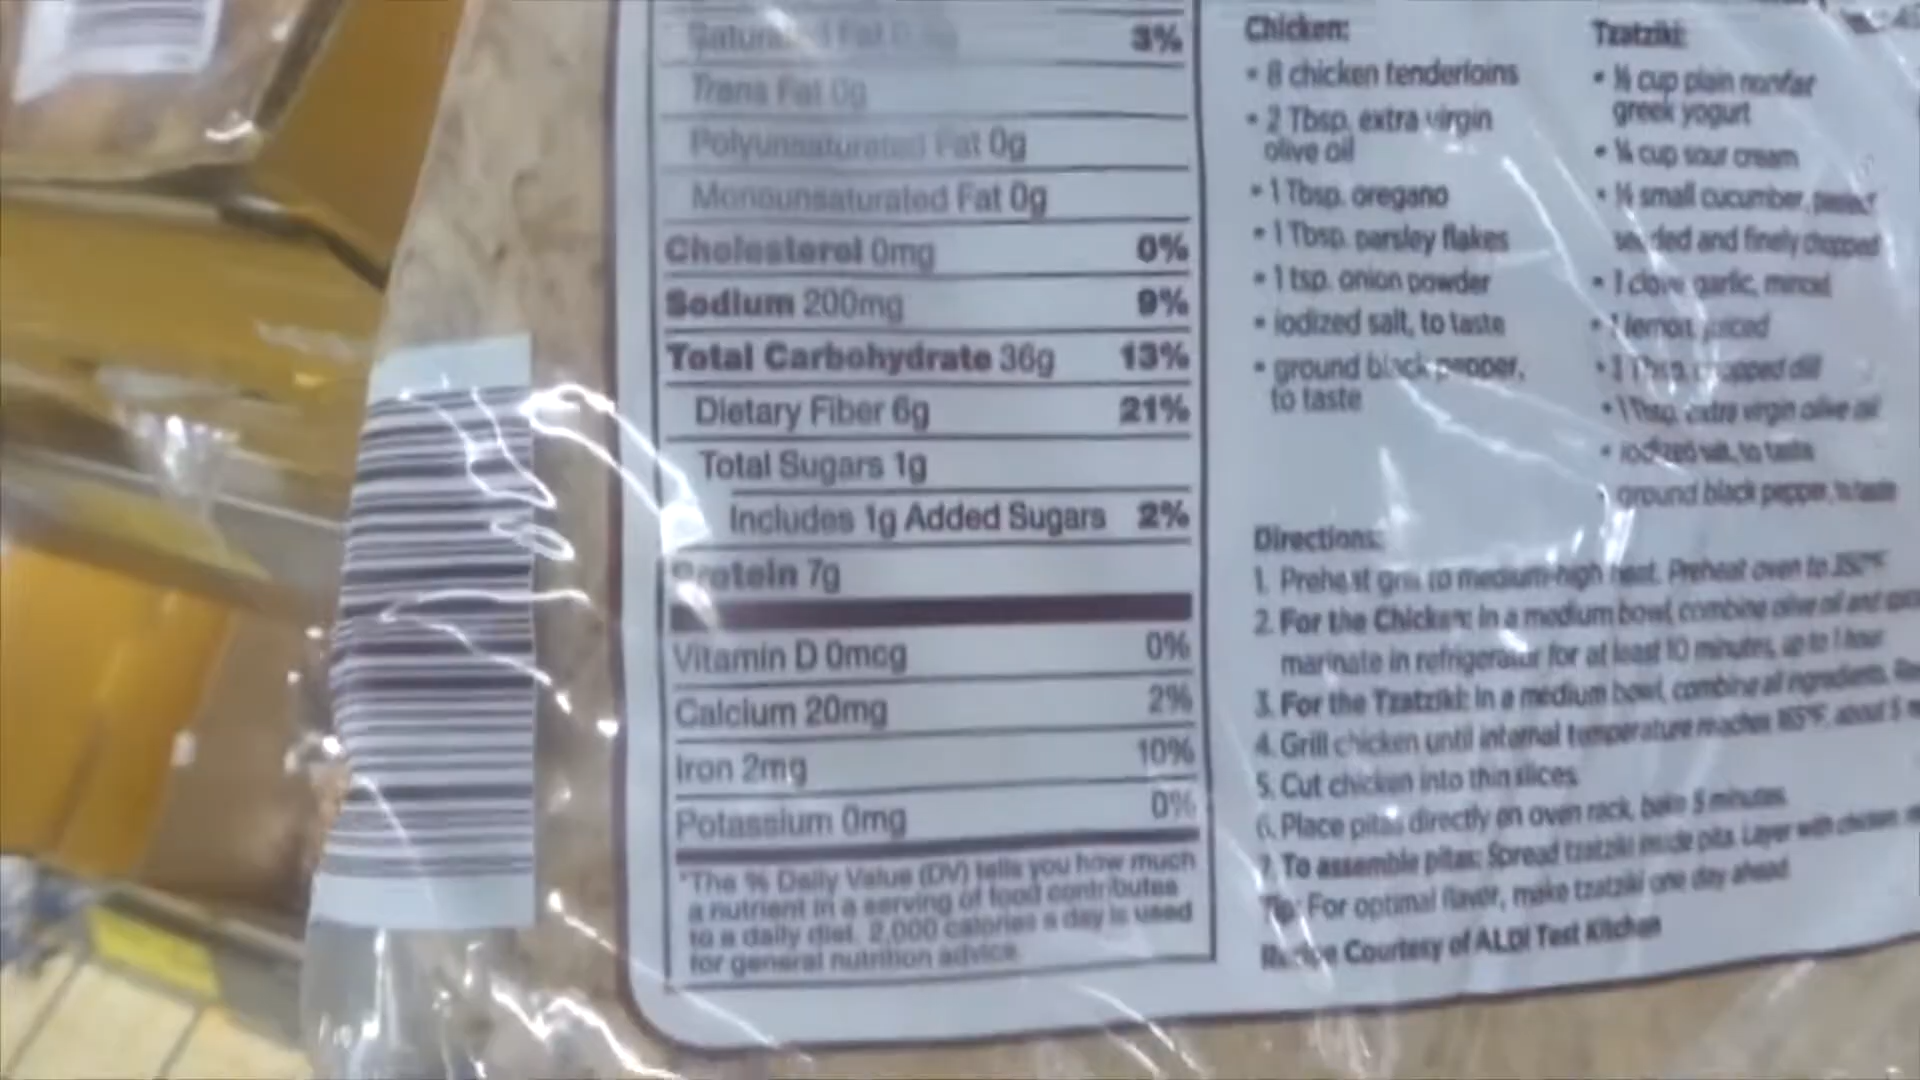 Saturated Fat 3%
Trans Fat 0g
Polyunsaturated Fat 0g
Monounsaturated Fat 0g
Cholesterol 0mg 0%
Sodium 200mg 9%
Total Carbohydrate 36g 13%
Dietary Fiber 6g 21%
Total Sugars 1g
Includes 1g Added Sugars 2%
Protein 7g
Vitamin D 0mcg 0%
Calcium 20mg 2%
Iron 2mg 10%
Potassium 0mg 0%
*The % Daily Value (DV) tells you how much
a nutrient in a serving of food contributes
to a daily diet. 2,000 calories a day is used
for general nutrition advice.
Chicken:
• 8 chicken tenderloins
• 2 Tbsp. extra virgin
olive oil
• 1 Tbsp. oregano
• 1 Tbsp. parsley flakes
• 1 tsp. onion powder
• iodized salt, to taste
• ground black pepper,
to taste
Tzatziki:
• cup plain nonfat
greek yogurt
• cup sour cream
• small cucumber,
seeded and finely chopped
• 1 clove garlic, minced
• 1 lemon, juiced
• 1 Tbsp. chopped dill
• 1 Tbsp. extra virgin olive oil
• iodized salt, to taste
• ground black pepper, to taste
Directions:
1. Preheat grill to medium-high heat. Preheat oven to 350°F.
2. For the Chicken: In a medium bowl, combine olive oil and
marinate in refrigerator for at least 10 minutes, up to 1 hour.
3. For the Tzatziki: In a medium bowl, combine all ingredients.
4. Grill chicken until internal temperature reaches 165°F, about 5
5. Cut chicken into thin slices.
6. Place pitas directly on oven rack, bake 5 minutes.
7. To assemble pitas: Spread tzatziki inside pita. Layer with chicken,
Tip: For optimal flavor, make tzatziki one day ahead.
Recipe Courtesy of ALDI Test Kitchen